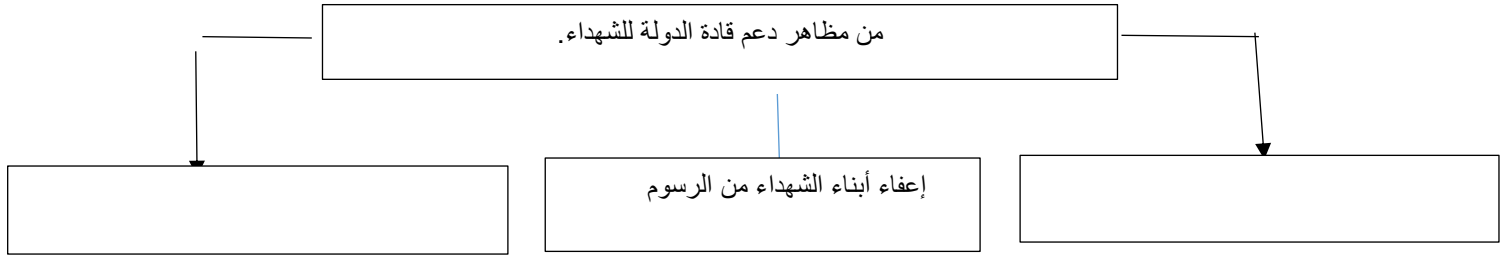 من مظاهر دعم قادة الدولة للشهداء.
إعفاء أبناء الشهداء من الرسوم